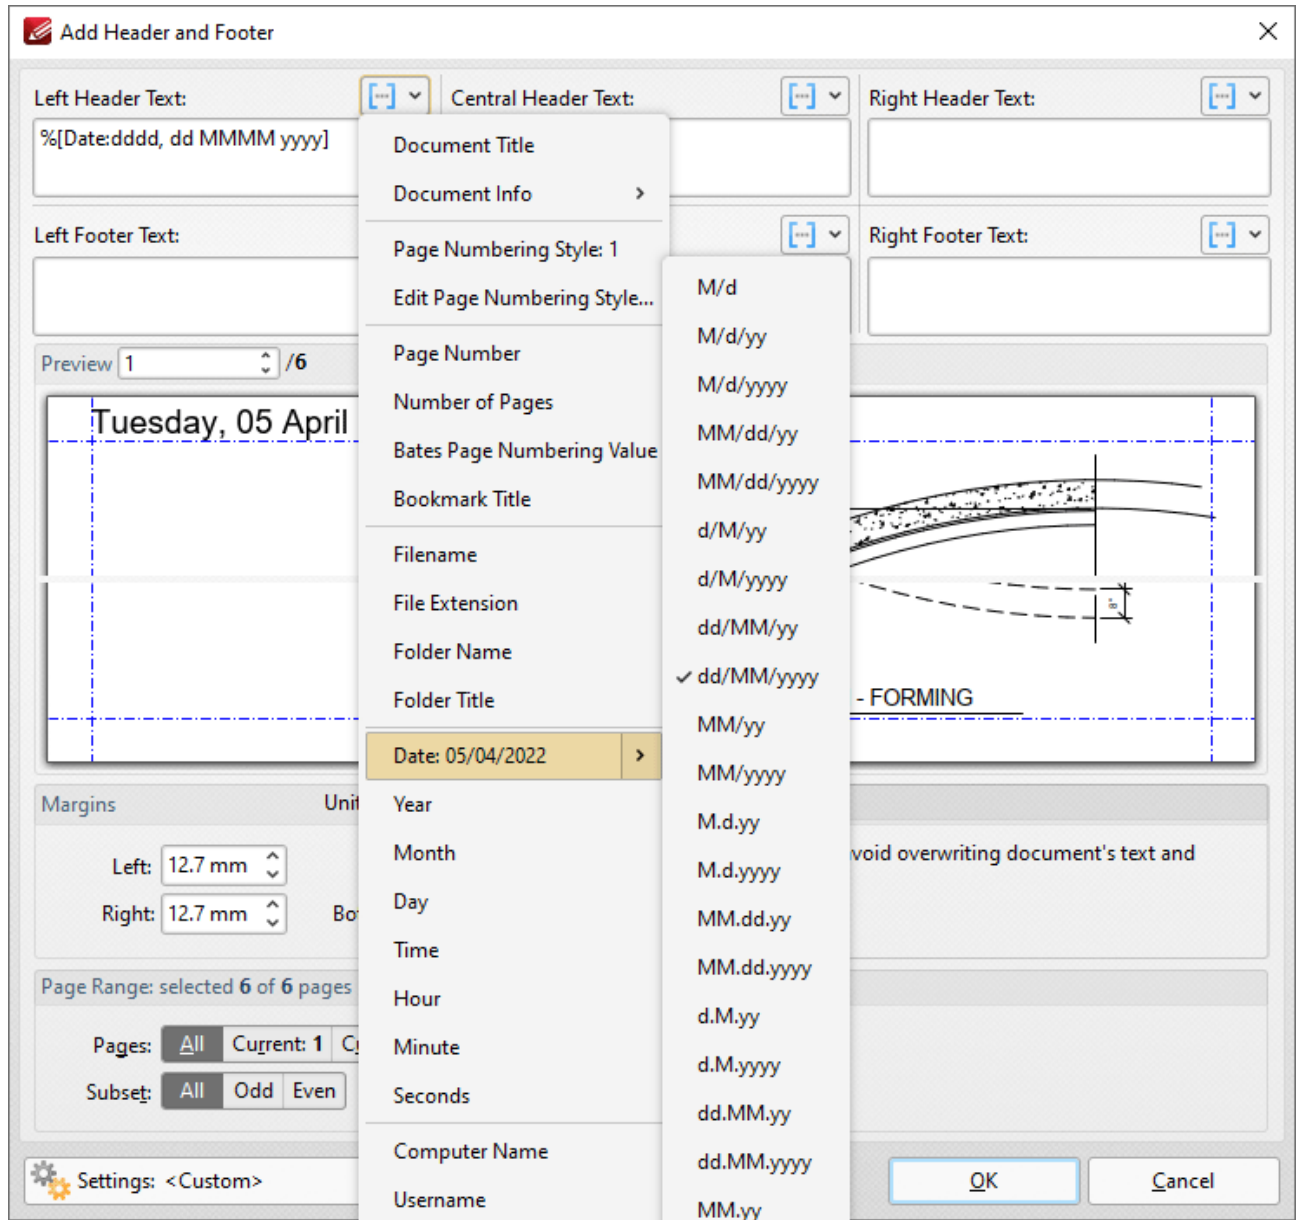 Add Header and Footer
Left Header Text:
Central Header Text:
Right Header Text:
%[Date:dddd, dd MMMM yyyy]
Left Footer Text:
Right Footer Text:
Preview 1 /6
Tuesday, 05 April
8"
- FORMING
Margins
Left: 12.7 mm
Right: 12.7 mm
void overwriting document's text and
Page Range: selected 6 of 6 pages
Pages: All Current: 1
Subset: All Odd Even
Settings: <Custom>
OK
Cancel
Document Title
Document Info
Page Numbering Style: 1
Edit Page Numbering Style...
Page Number
Number of Pages
Bates Page Numbering Value
Bookmark Title
Filename
File Extension
Folder Name
Folder Title
Date: 05/04/2022
Year
Month
Day
Time
Hour
Minute
Seconds
Computer Name
Username
M/d
M/d/yy
M/d/yyyy
MM/dd/yy
MM/dd/yyyy
d/M/yy
d/M/yyyy
dd/MM/yy
dd/MM/yyyy
MM/yy
MM/yyyy
M.d.yy
M.d.yyyy
MM.dd.yy
MM.dd.yyyy
d.M.yy
d.M.yyyy
dd.MM.yy
dd.MM.yyyy
MM.yy